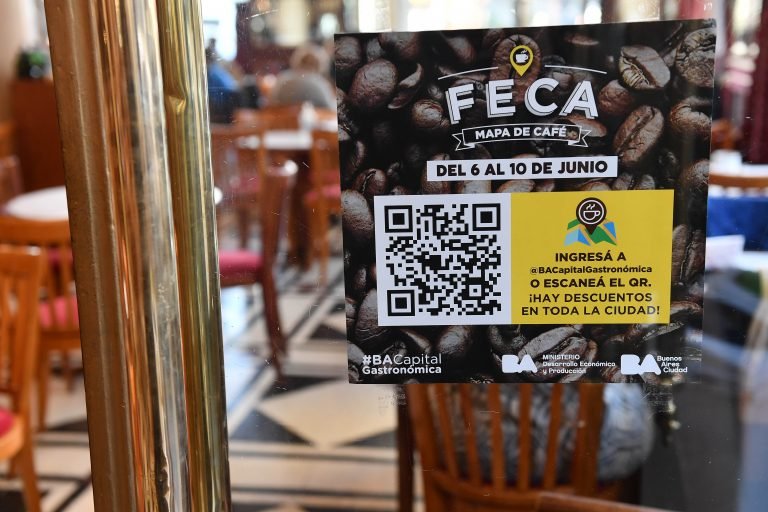 FECA
MAPA DE CAFÉ
DEL 6 AL 10 DE JUNIO
INGRESÁ A
@BACapitalGastronómica
O ESCANEÁ EL QR.
¡HAY DESCUENTOS
EN TODA LA CIUDAD!
#BACapital
Gastronómica
BA
MINISTERIO
Desarrollo Económico
y Producción
BA
Buenos
Aires
Ciudad